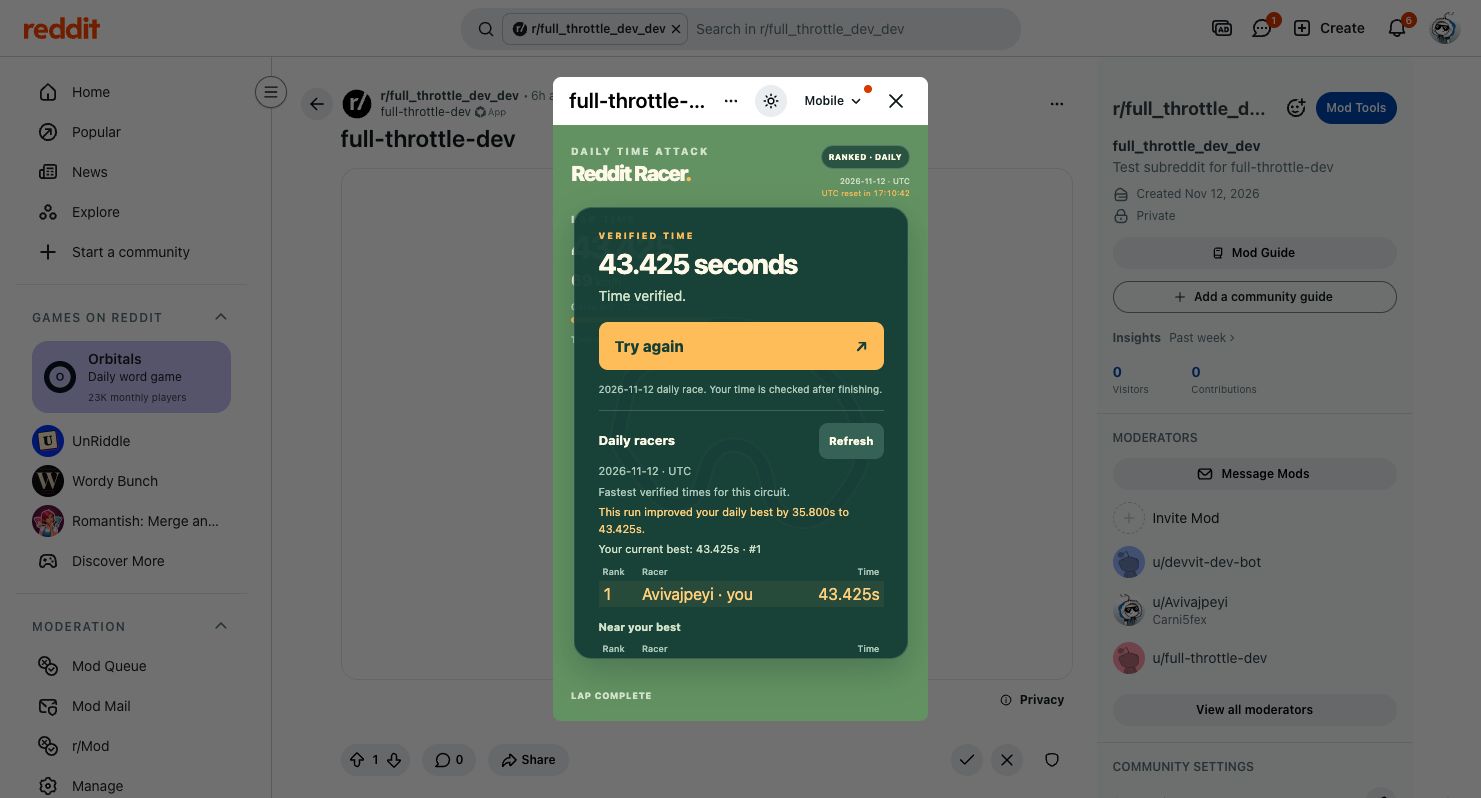 reddit
r/full_throttle_dev_dev
Search in r/full_throttle_dev_dev
AD
1
Create
6
Home
Popular
News
Explore
Start a community
GAMES ON REDDIT
Orbitals
Daily word game
23K monthly players
UnRiddle
Wordy Bunch
Romantish: Merge an...
Discover More
MODERATION
Mod Queue
Mod Mail
r/Mod
Manage
r/full_throttle_dev_dev • 6h a
full-throttle-dev App
full-throttle-dev
full-throttle-...
Mobile
DAILY TIME ATTACK
Reddit Racer.
RANKED · DAILY
2026-11-12 · UTC
UTC reset in 17:10:42
VERIFIED TIME
43.425 seconds
Time verified.
Try again
2026-11-12 daily race. Your time is checked after finishing.
Daily racers
Refresh
2026-11-12 · UTC
Fastest verified times for this circuit.
This run improved your daily best by 35.800s to
43.425s.
Your current best: 43.425s · #1
Rank Racer Time
1 Avivajpeyi · you 43.425s
Near your best
Rank Racer Time
LAP COMPLETE
Privacy
1
0
Share
r/full_throttle_d...
Mod Tools
full_throttle_dev_dev
Test subreddit for full-throttle-dev
Created Nov 12, 2026
Private
Mod Guide
Add a community guide
Insights Past week
0 0
Visitors Contributions
MODERATORS
Message Mods
Invite Mod
u/devvit-dev-bot
u/Avivajpeyi
Carni5fex
u/full-throttle-dev
View all moderators
COMMUNITY SETTINGS